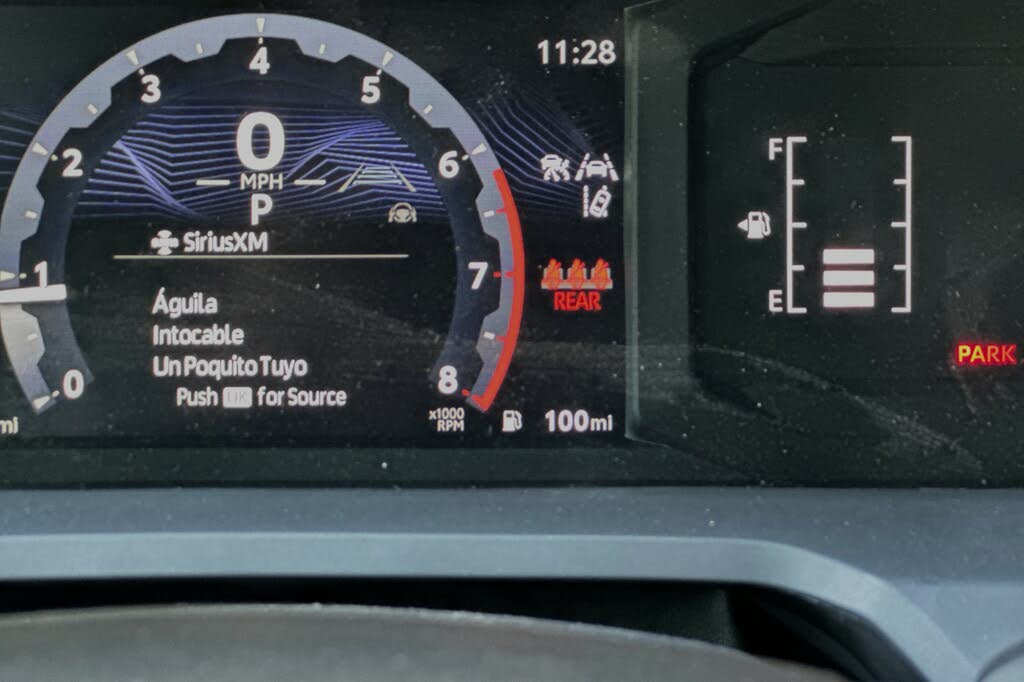 11:28
4
3
5
0
2
MPH
6
P
F
SiriusXM
1
7
REAR
E
Águila
Intocable
Un Poquito Tuyo
PARK
0
8
Push OK for Source
x1000
RPM
100mi
mi